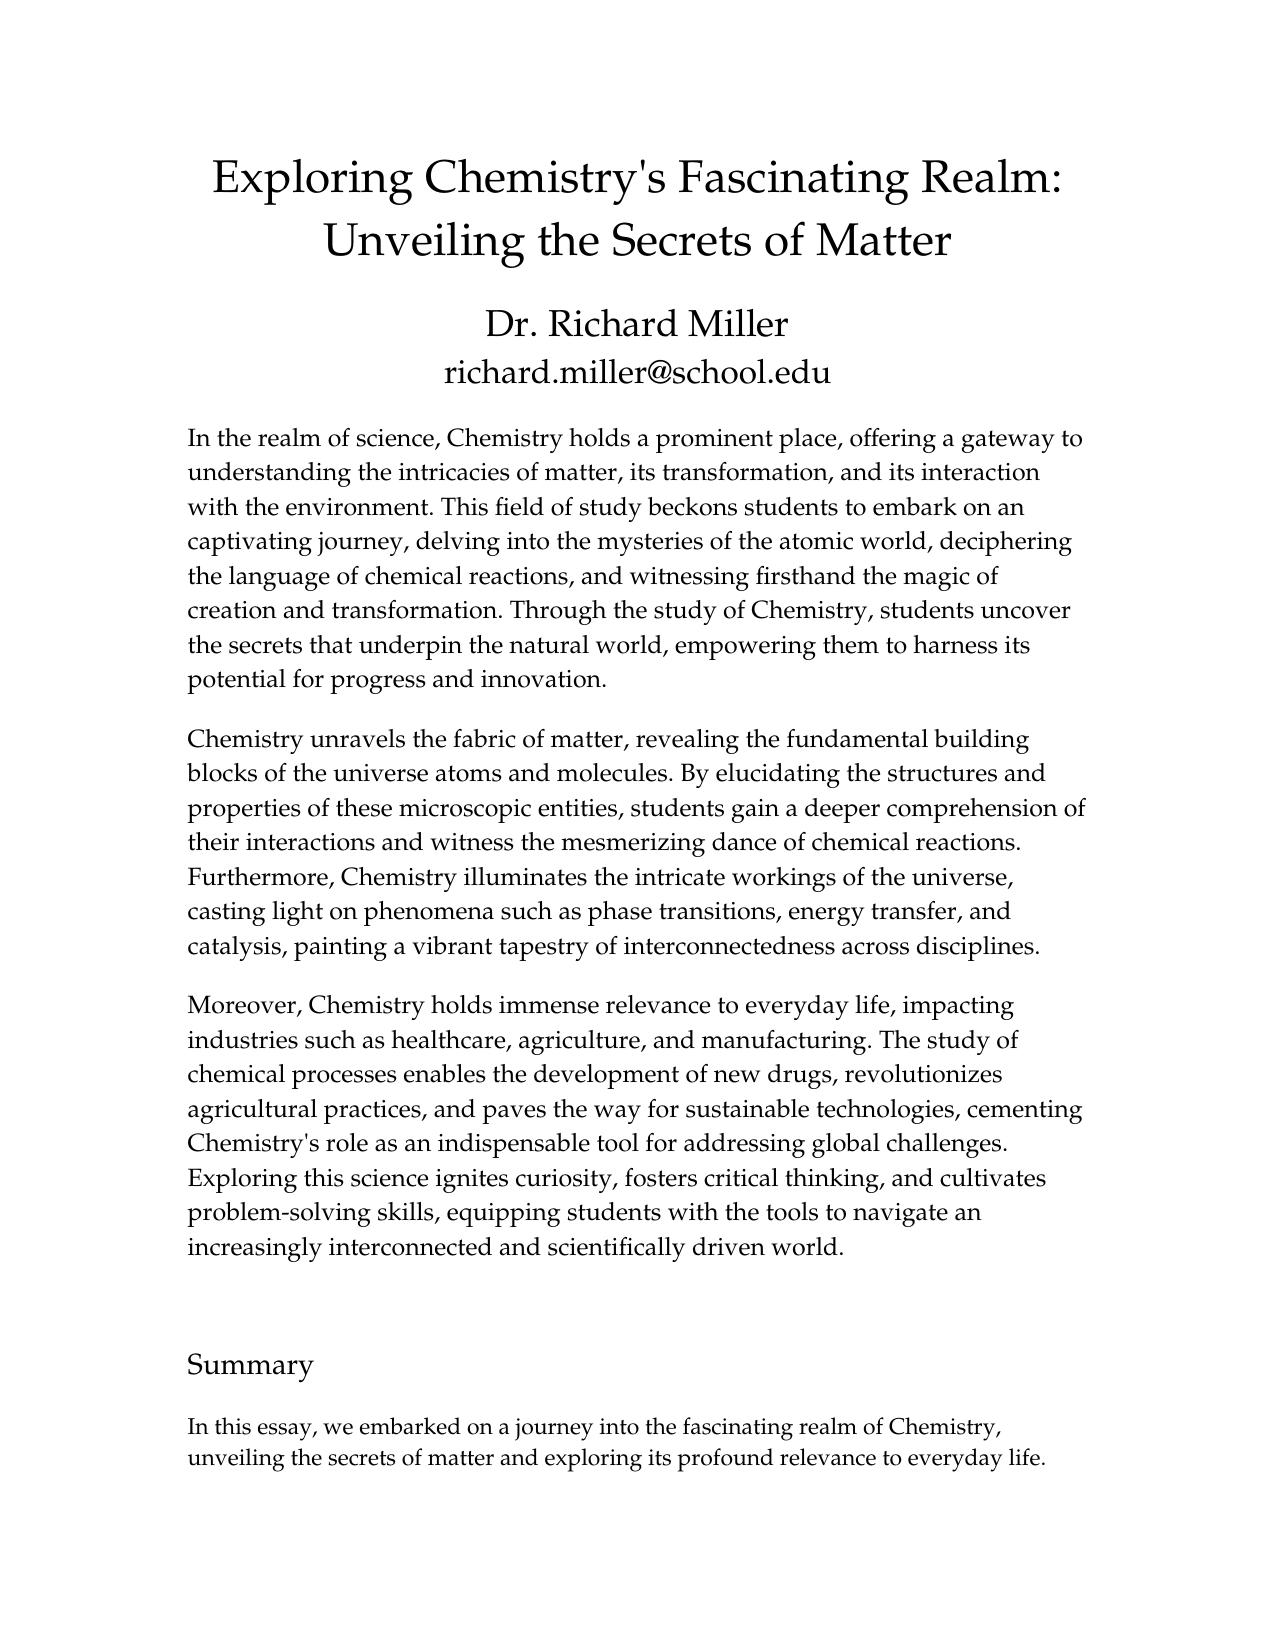 Exploring Chemistry's Fascinating Realm:
Unveiling the Secrets of Matter
Dr. Richard Miller
richard.miller@school.edu
In the realm of science, Chemistry holds a prominent place, offering a gateway to
understanding the intricacies of matter, its transformation, and its interaction
with the environment. This field of study beckons students to embark on an
captivating journey, delving into the mysteries of the atomic world, deciphering
the language of chemical reactions, and witnessing firsthand the magic of
creation and transformation. Through the study of Chemistry, students uncover
the secrets that underpin the natural world, empowering them to harness its
potential for progress and innovation.
Chemistry unravels the fabric of matter, revealing the fundamental building
blocks of the universe atoms and molecules. By elucidating the structures and
properties of these microscopic entities, students gain a deeper comprehension of
their interactions and witness the mesmerizing dance of chemical reactions.
Furthermore, Chemistry illuminates the intricate workings of the universe,
casting light on phenomena such as phase transitions, energy transfer, and
catalysis, painting a vibrant tapestry of interconnectedness across disciplines.
Moreover, Chemistry holds immense relevance to everyday life, impacting
industries such as healthcare, agriculture, and manufacturing. The study of
chemical processes enables the development of new drugs, revolutionizes
agricultural practices, and paves the way for sustainable technologies, cementing
Chemistry's role as an indispensable tool for addressing global challenges.
Exploring this science ignites curiosity, fosters critical thinking, and cultivates
problem-solving skills, equipping students with the tools to navigate an
increasingly interconnected and scientifically driven world.
Summary
In this essay, we embarked on a journey into the fascinating realm of Chemistry,
unveiling the secrets of matter and exploring its profound relevance to everyday life.